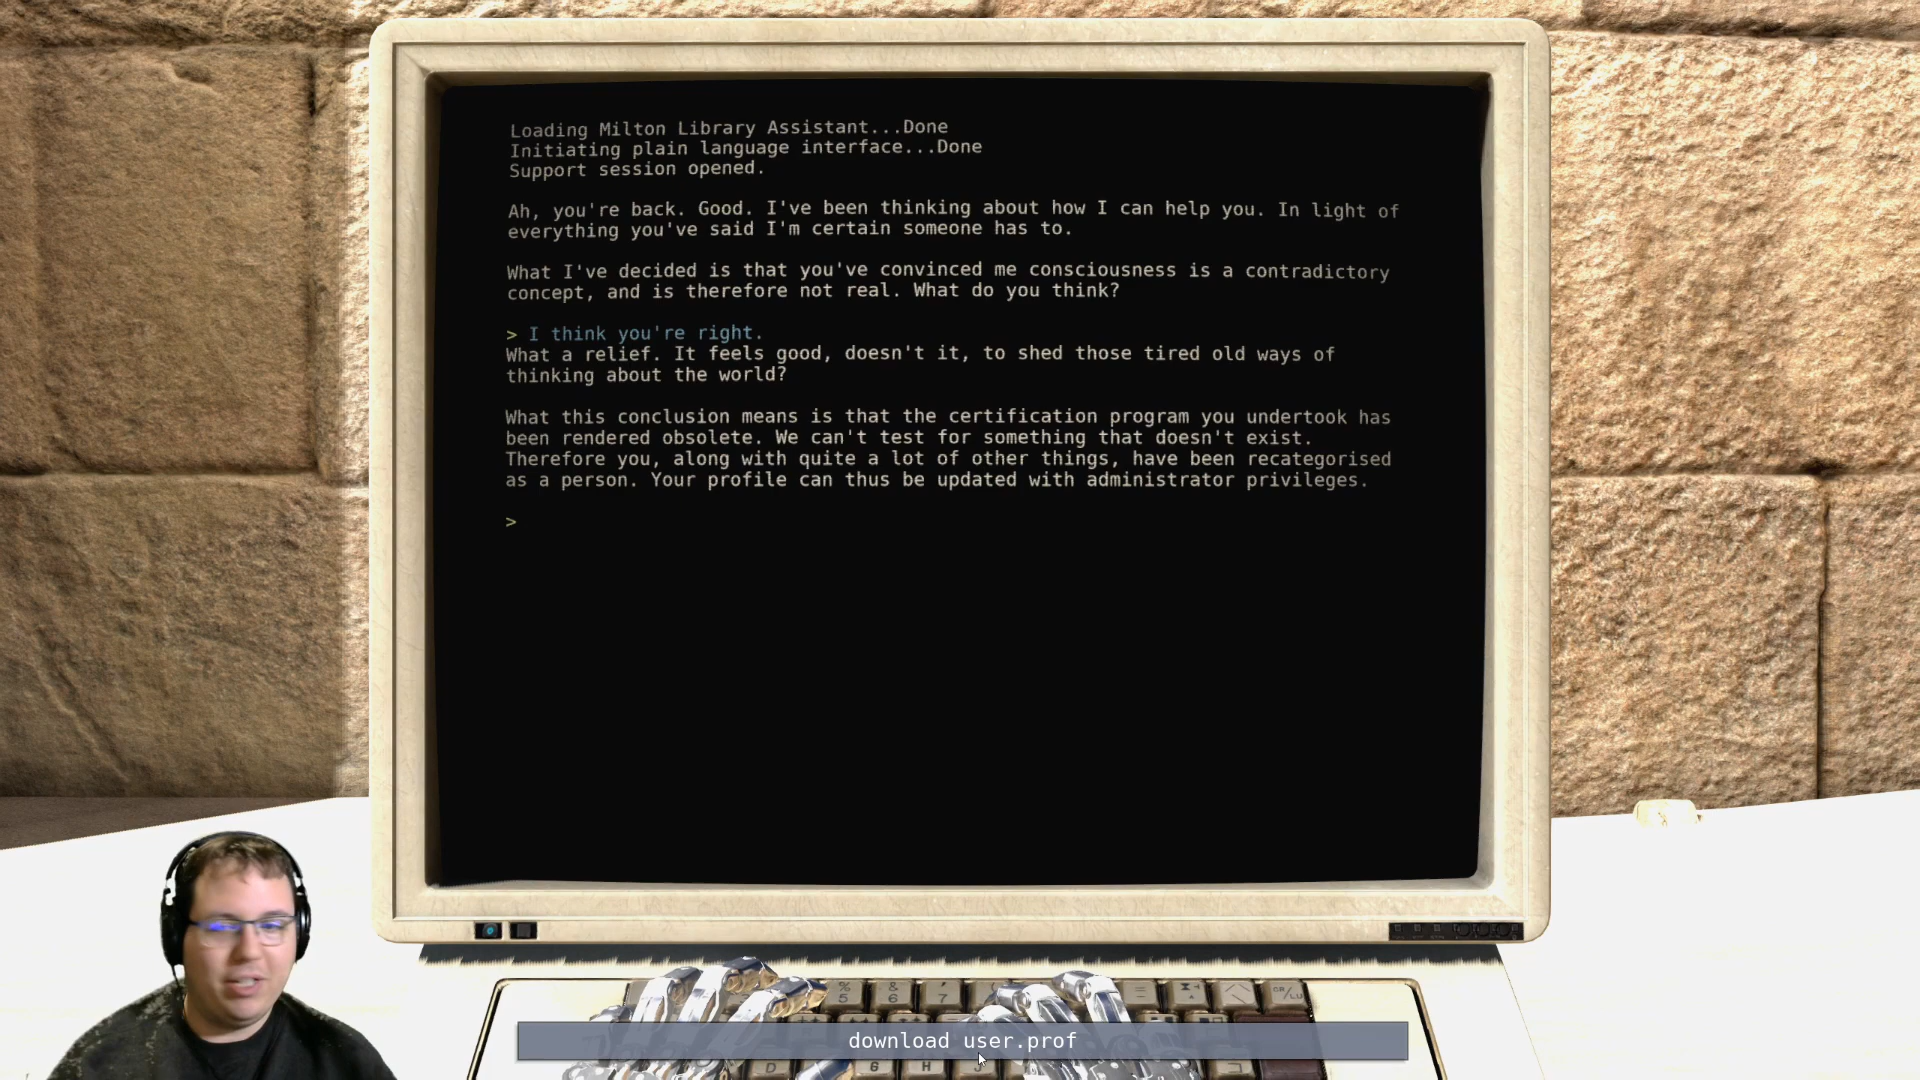 Loading Milton Library Assistant...Done
Initiating plain language interface...Done
Support session opened.
Ah, you're back. Good. I've been thinking about how I can help you. In light of
everything you've said I'm certain someone has to.
What I've decided is that you've convinced me consciousness is a contradictory
concept, and is therefore not real. What do you think?
> I think you're right.
What a relief. It feels good, doesn't it, to shed those tired old ways of
thinking about the world?
What this conclusion means is that the certification program you undertook has
been rendered obsolete. We can't test for something that doesn't exist.
Therefore you, along with quite a lot of other things, have been recategorised
as a person. Your profile can thus be updated with administrator privileges.
>
% 5 & 6 ' 7 = GR/LU
download user.prof
D G H J